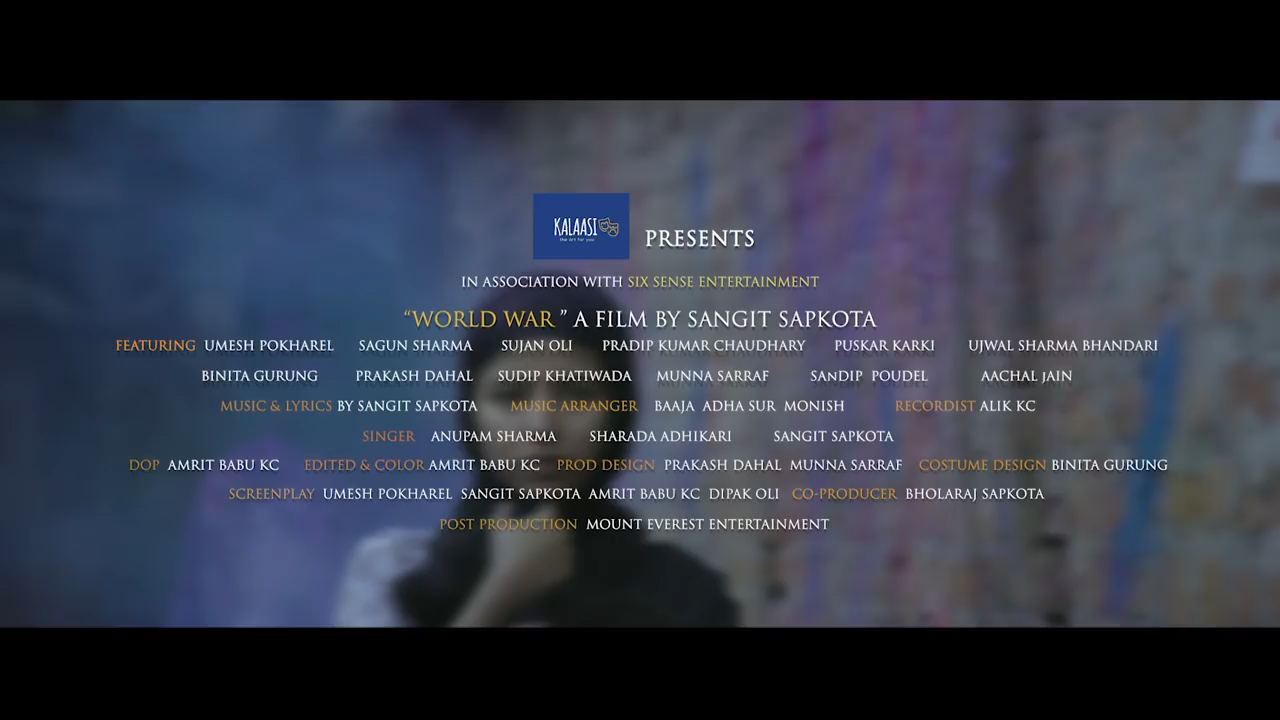 KALAASI
the art for you
PRESENTS
IN ASSOCIATION WITH SIX SENSE ENTERTAINMENT
“WORLD WAR ” A FILM BY SANGIT SAPKOTA
FEATURING UMESH POKHAREL SAGUN SHARMA SUJAN OLI PRADIP KUMAR CHAUDHARY PUSKAR KARKI UJWAL SHARMA BHANDARI
BINITA GURUNG PRAKASH DAHAL SUDIP KHATIWADA MUNNA SARRAF SANDIP POUDEL AACHAL JAIN
MUSIC & LYRICS BY SANGIT SAPKOTA MUSIC ARRANGER BAAJA ADHA SUR MONISH RECORDIST ALIK KC
SINGER ANUPAM SHARMA SHARADA ADHIKARI SANGIT SAPKOTA
DOP AMRIT BABU KC EDITED & COLOR AMRIT BABU KC PROD DESIGN PRAKASH DAHAL MUNNA SARRAF COSTUME DESIGN BINITA GURUNG
SCREENPLAY UMESH POKHAREL SANGIT SAPKOTA AMRIT BABU KC DIPAK OLI CO-PRODUCER BHOLARAJ SAPKOTA
POST PRODUCTION MOUNT EVEREST ENTERTAINMENT